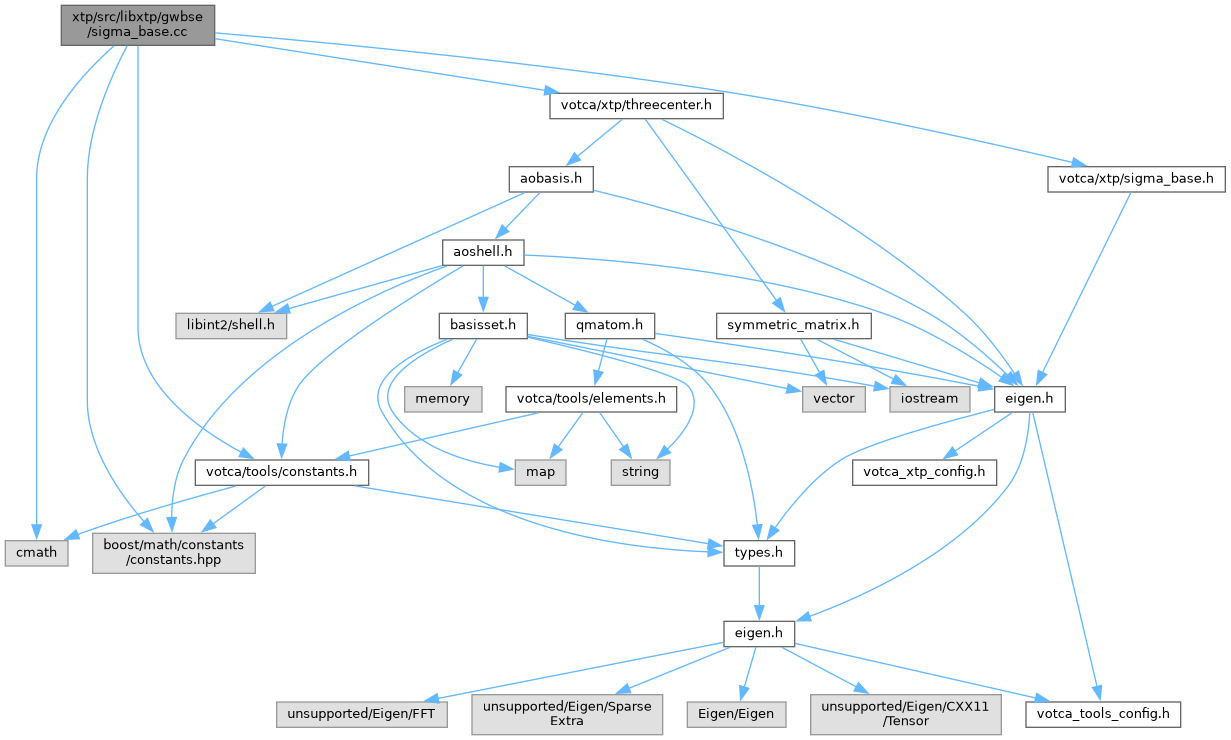 xtp/src/libxtp/gwbse
/sigma_base.cc
votca/xtp/threecenter.h
aobasis.h
votca/xtp/sigma_base.h
aoshell.h
libint2/shell.h
basisset.h
qmatom.h
symmetric_matrix.h
memory
votca/tools/elements.h
vector
iostream
eigen.h
votca/tools/constants.h
map
string
votca_xtp_config.h
cmath
boost/math/constants
/constants.hpp
types.h
eigen.h
unsupported/Eigen/FFT
unsupported/Eigen/Sparse
Extra
Eigen/Eigen
unsupported/Eigen/CXX11
/Tensor
votca_tools_config.h